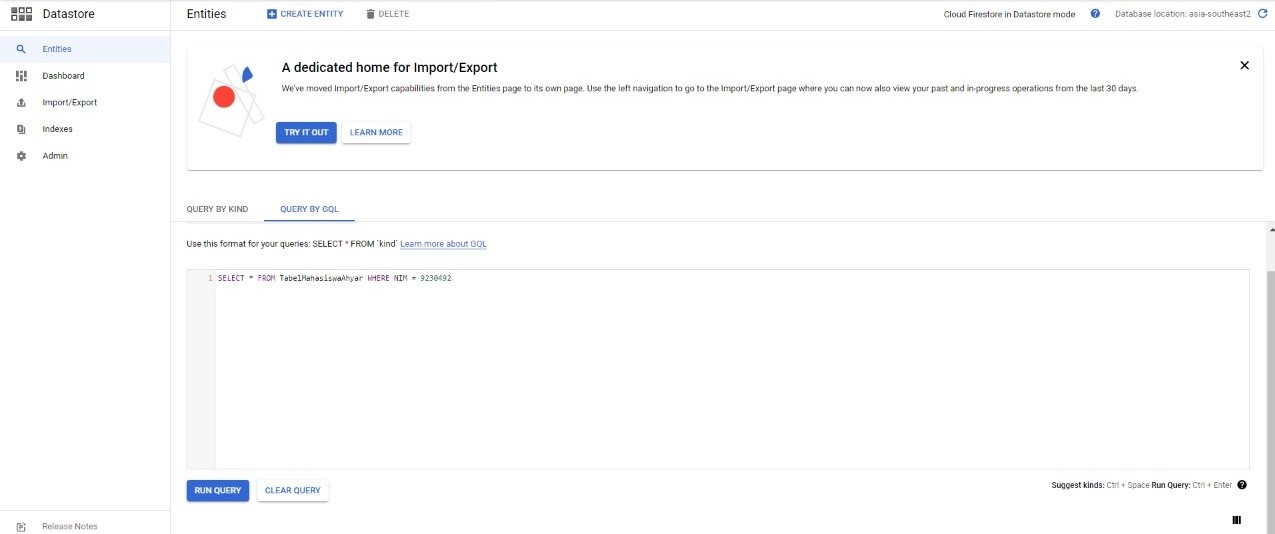 Datastore
Entities
CREATE ENTITY
DELETE
Cloud Firestore in Datastore mode
Database location: asia-southeast2
Entities
Dashboard
Import/Export
Indexes
Admin
A dedicated home for Import/Export
We've moved Import/Export capabilities from the Entities page to its own page. Use the left navigation to go to the Import/Export page where you can now also view your past and in-progress operations from the last 30 days.
TRY IT OUT
LEARN MORE
QUERY BY KIND
QUERY BY GQL
Use this format for your queries: SELECT * FROM `kind` Learn more about GQL
1 SELECT * FROM TabelMahasiswaAhyar WHERE NIM = 9230492
RUN QUERY
CLEAR QUERY
Suggest kinds: Ctrl + Space Run Query: Ctrl + Enter
Release Notes